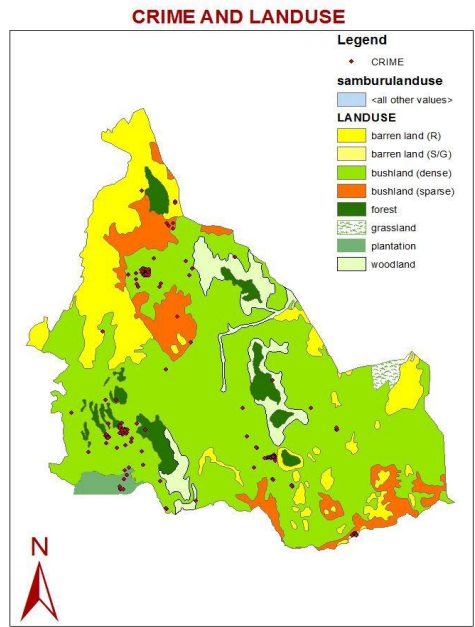 CRIME AND LANDUSE
Legend
CRIME
samburulanduse
<all other values>
LANDUSE
barren land (R)
barren land (S/G)
bushland (dense)
bushland (sparse)
forest
grassland
plantation
woodland
N